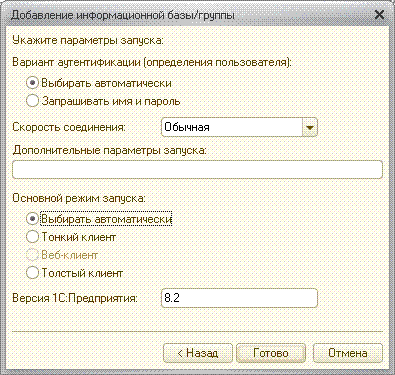 Добавление информационной базы/группы
Укажите параметры запуска:
Вариант аутентификации (определения пользователя):
Выбирать автоматически
Запрашивать имя и пароль
Скорость соединения: Обычная
Дополнительные параметры запуска:
Основной режим запуска:
Выбирать автоматически
Тонкий клиент
Веб-клиент
Толстый клиент
Версия 1С:Предприятия: 8.2
< Назад Готово Отмена